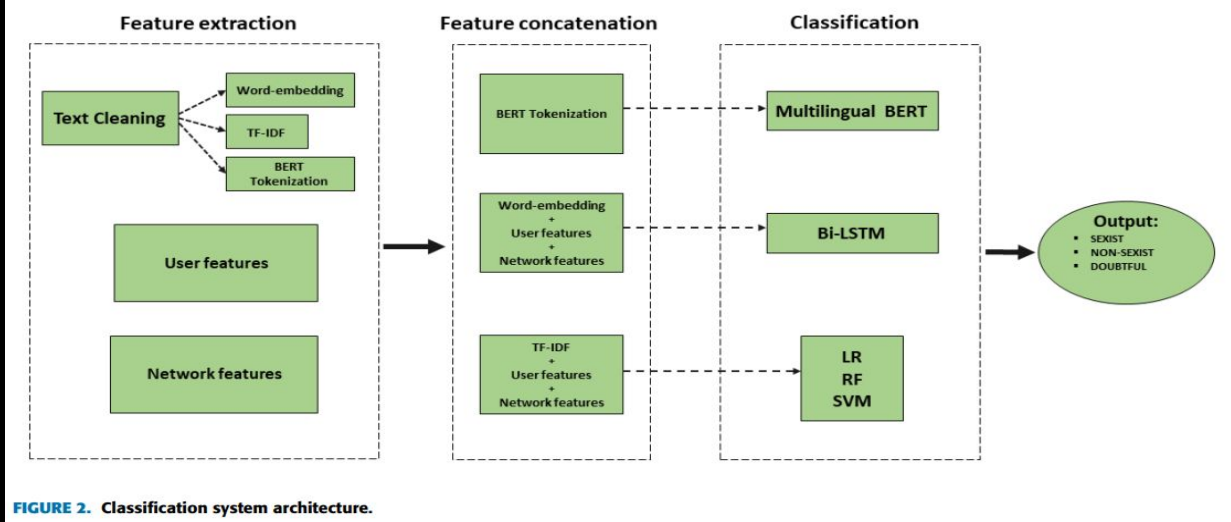 Feature extraction
Feature concatenation
Classification
Text Cleaning
Word-embedding
TF-IDF
BERT
Tokenization
User features
Network features
BERT Tokenization
Word-embedding
+
User features
+
Network features
TF-IDF
+
User features
+
Network features
Multilingual BERT
Bi-LSTM
LR
RF
SVM
Output:
▪ SEXIST
▪ NON-SEXIST
▪ DOUBTFUL
FIGURE 2. Classification system architecture.